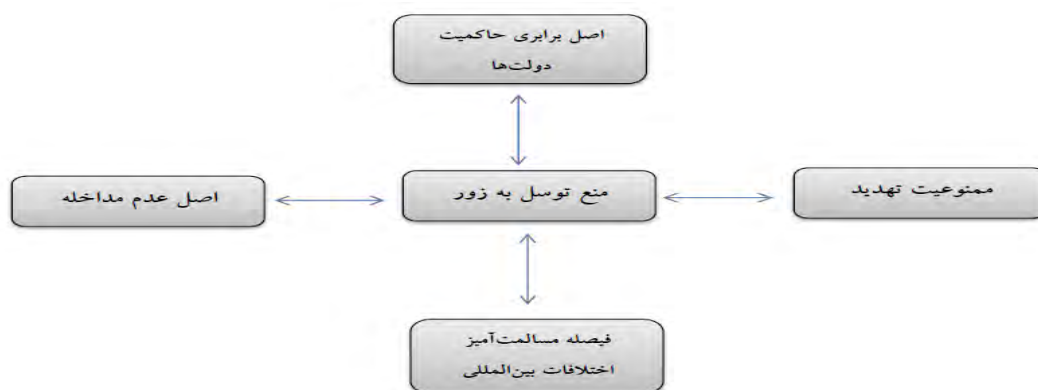 اصل برابری حاکمیت
دولت‌ها
ممنوعیت تهدید
منع توسل به زور
اصل عدم مداخله
فیصله مسالمت‌آمیز
اختلافات بین‌المللی